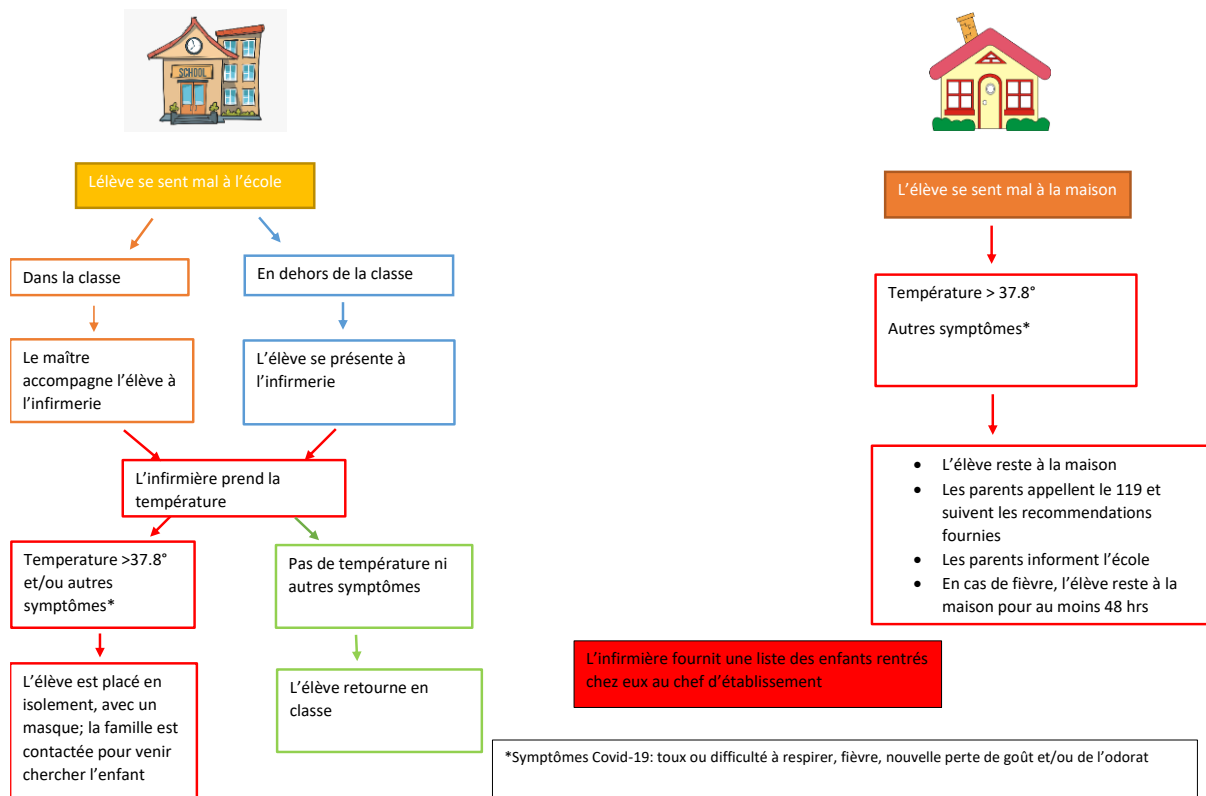 SCHOOL
Lélève se sent mal à l'école
L'élève se sent mal à la maison
Dans la classe
En dehors de la classe
Température > 37.8°
Autres symptômes*
Le maître
accompagne l'élève à
l'infirmerie
L'élève se présente à
l'infirmerie
L'infirmière prend la
température
• L'élève reste à la maison
• Les parents appellent le 119 et
suivent les recommendations
fournies
• Les parents informent l'école
• En cas de fièvre, l'élève reste à la
maison pour au moins 48 hrs
Temperature >37.8°
et/ou autres
symptômes*
Pas de température ni
autres symptômes
L'élève est placé en
isolement, avec un
masque; la famille est
contactée pour venir
chercher l'enfant
L'élève retourne en
classe
L'infirmière fournit une liste des enfants rentrés
chez eux au chef d'établissement
*Symptômes Covid-19: toux ou difficulté à respirer, fièvre, nouvelle perte de goût et/ou de l'odorat